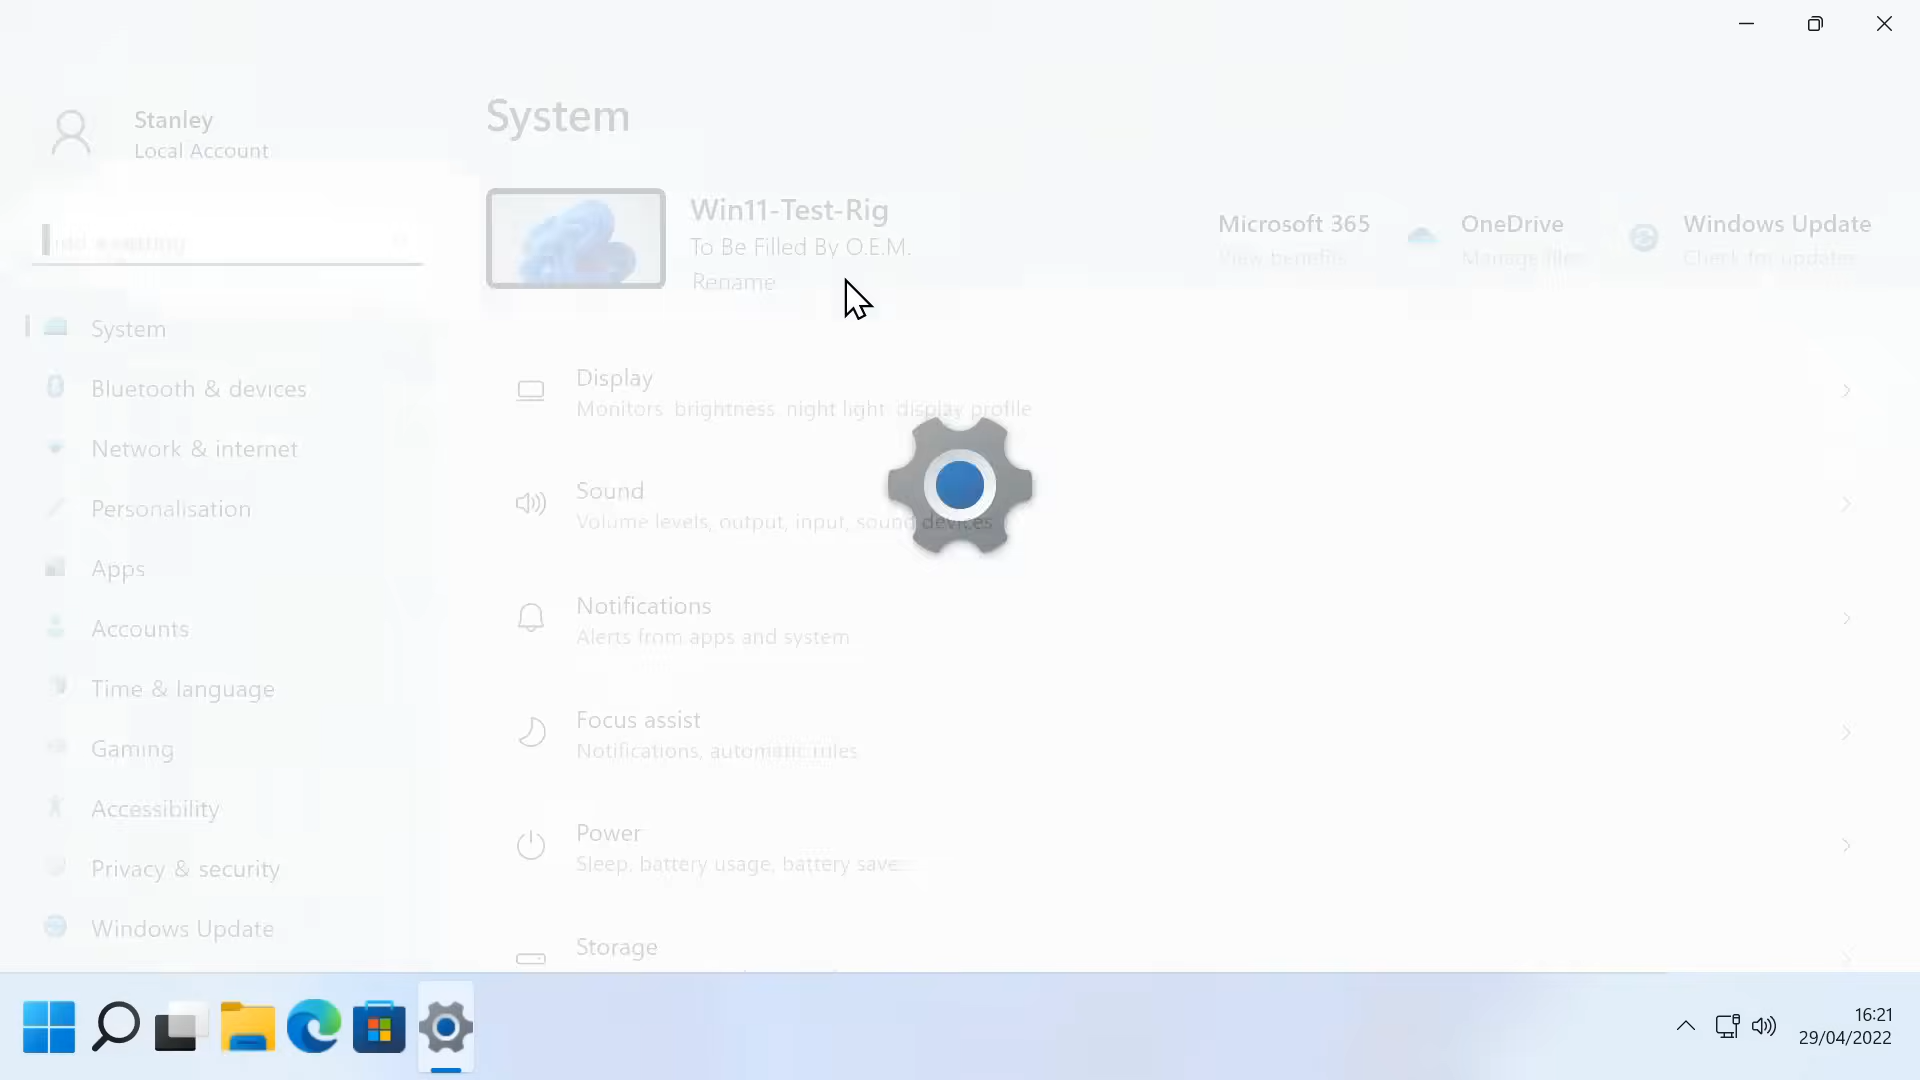 Stanley
Local Account
System
Win11-Test-Rig
To Be Filled By O.E.M.
Rename
Microsoft 365
View benefits
OneDrive
Manage files
Windows Update
Check for updates
Find a setting
System
Bluetooth & devices
Network & internet
Personalisation
Apps
Accounts
Time & language
Gaming
Accessibility
Privacy & security
Windows Update
Display
Monitors, brightness, night light, display profile
Sound
Volume levels, output, input, sound devices
Notifications
Alerts from apps and system
Focus assist
Notifications, automatic rules
Power
Sleep, battery usage, battery saver
Storage
16:21
29/04/2022